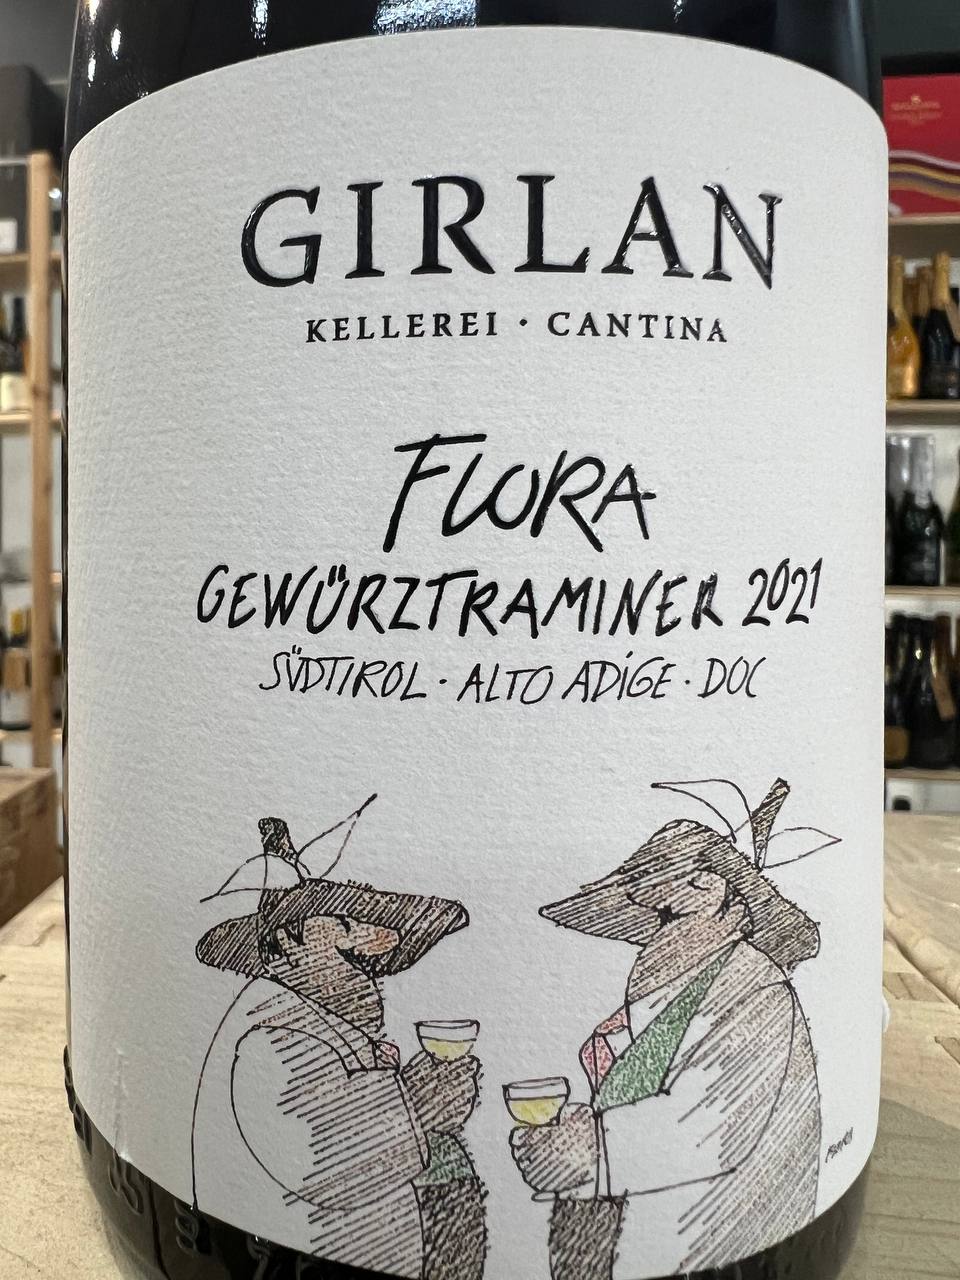 GIRLAN
KELLEREI · CANTINA
FLORA
GEWÜRZTRAMINER 2021
SÜDTIROL · ALTO ADIGE · DOC